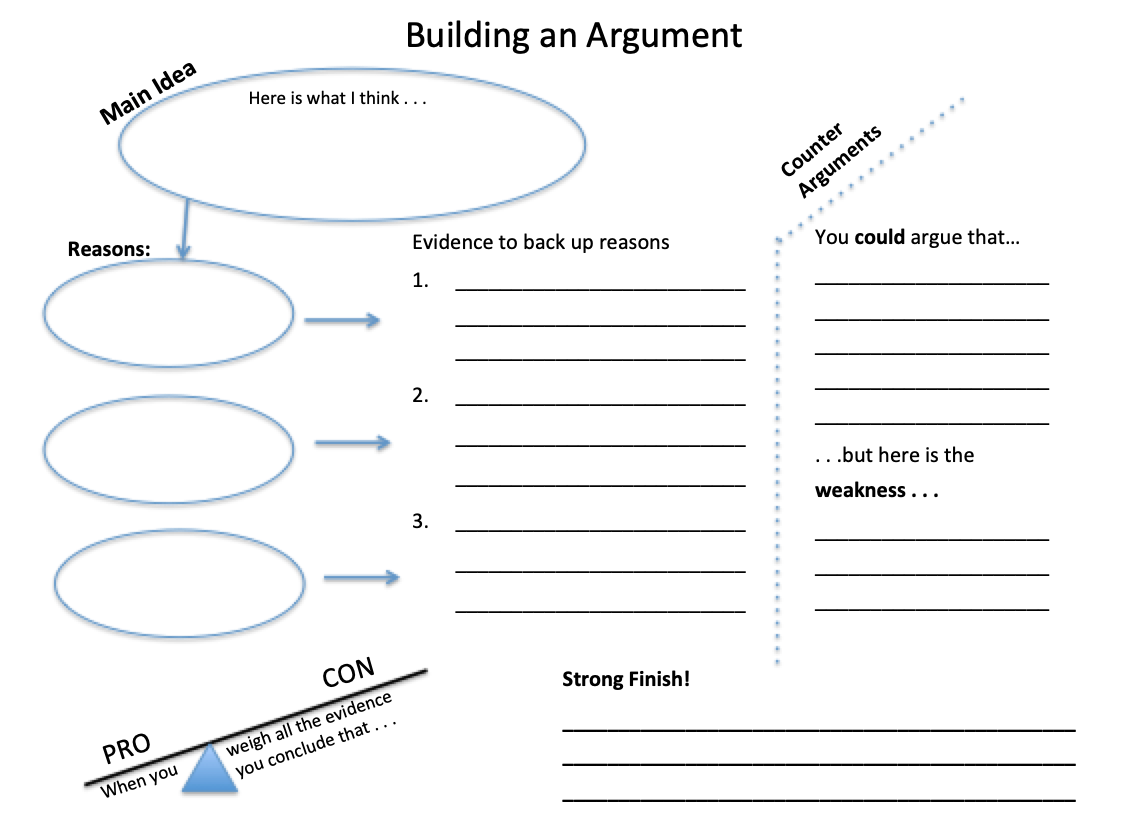 Building an Argument
Main Idea
Here is what I think . . .
Reasons:
Evidence to back up reasons
1.
2.
3.
Counter
Arguments
You could argue that...
. . .but here is the
weakness . . .
PRO
CON
When you weigh all the evidence
you conclude that . . .
Strong Finish!